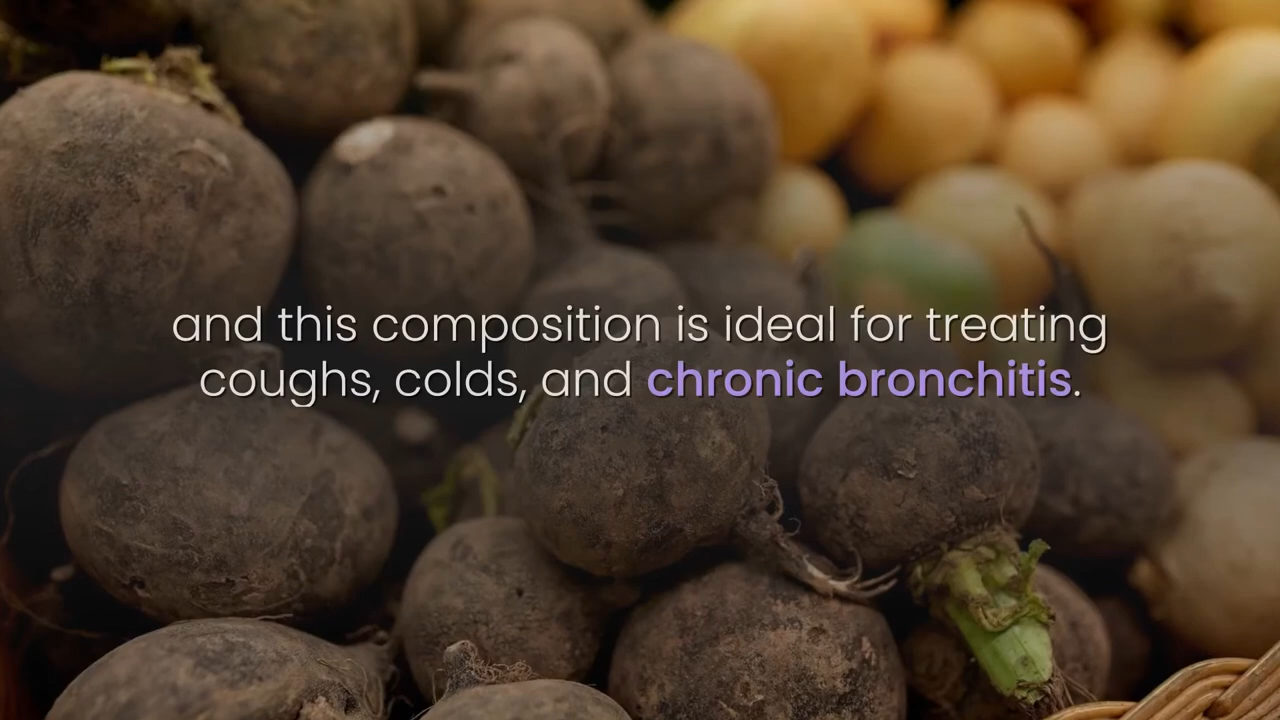 and this composition is ideal for treating
coughs, colds, and chronic bronchitis.